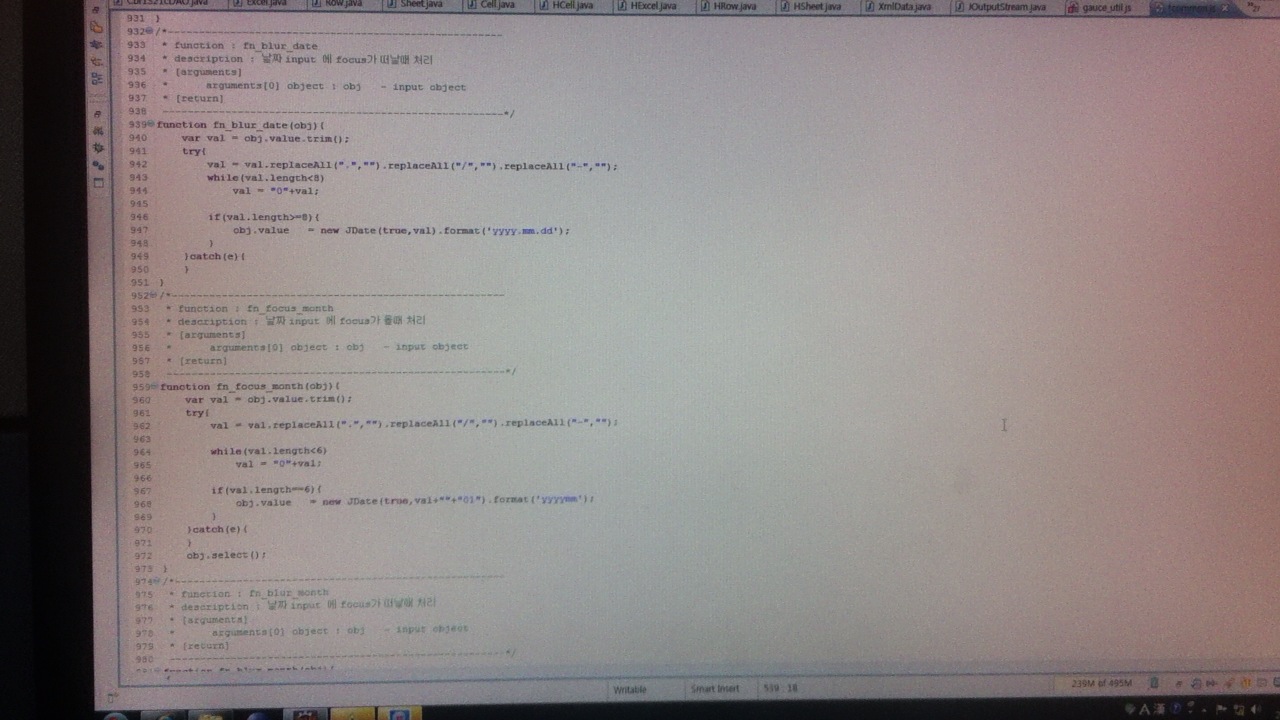 Excel.java Row.java Sheet.java Cell.java HCell.java HExcel.java HRow.java HSheet.java XmlData.java JOutputStream.java gauce_util.js
931 }
932 /*------------------------------------------------------
933 * function : fn_blur_date
934 * description : 날짜 input 에 focus가 떠날때 처리
935 * [arguments]
936 * arguments[0] object : obj - input object
937 * [return]
938 ------------------------------------------------------*/
939 function fn_blur_date(obj){
940 var val = obj.value.trim();
941 try{
942 val = val.replaceAll(".","").replaceAll("/","").replaceAll("-","");
943 while(val.length<8)
944 val = "0"+val;
945
946 if(val.length>=8){
947 obj.value = new JDate(true,val).format('yyyy.mm.dd');
948 }
949 }catch(e){
950 }
951 }
952 /*------------------------------------------------------
953 * function : fn_focus_month
954 * description : 날짜 input 에 focus가 올때 처리
955 * [arguments]
956 * arguments[0] object : obj - input object
957 * [return]
958 ------------------------------------------------------*/
959 function fn_focus_month(obj){
960 var val = obj.value.trim();
961 try{
962 val = val.replaceAll(".","").replaceAll("/","").replaceAll("-","");
963
964 while(val.length<6)
965 val = "0"+val;
966
967 if(val.length==6){
968 obj.value = new JDate(true,val+""+"01").format('yyyymm');
969 }
970 }catch(e){
971 }
972 obj.select();
973 }
974 /*------------------------------------------------------
975 * function : fn_blur_month
976 * description : 날짜 input 에 focus가 떠날때 처리
977 * [arguments]
978 * arguments[0] object : obj - input object
979 * [return]
980 ------------------------------------------------------*/
Writable Smart Insert 539 : 18 239M of 495M
A 漢